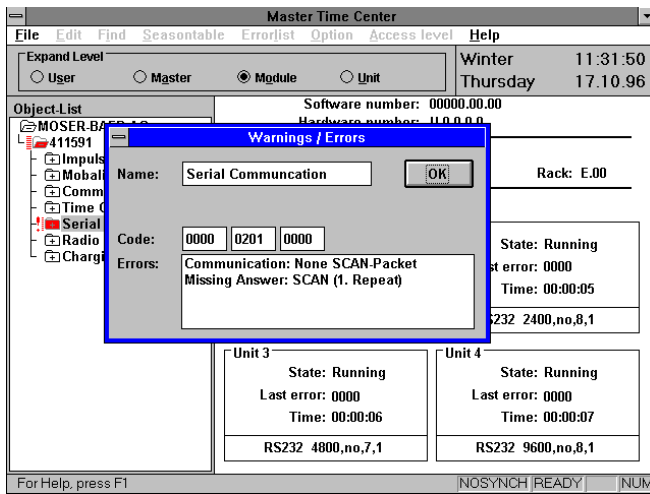 Master Time Center
File Edit Find Seasontable Errorlist Option Access level Help
Expand Level
User Master Module Unit
Winter 11:31:50
Thursday 17.10.96
Object-List
MOSER-BAER AG
411591
Impuls
Mobali
Comm
Time
Serial
Radio
Chargi
Software number: 00000.00.00
Hardware number:
Rack: E.00
Warnings / Errors
Name: Serial Communcation
OK
Code: 0000 0201 0000
Errors: Communication: None SCAN-Packet
Missing Answer: SCAN (1. Repeat)
State: Running
st error: 0000
Time: 00:00:05
RS232 2400,no,8,1
Unit 3
State: Running
Last error: 0000
Time: 00:00:06
RS232 4800,no,7,1
Unit 4
State: Running
Last error: 0000
Time: 00:00:07
RS232 9600,no,8,1
For Help, press F1
NOSYNCH READY NUM